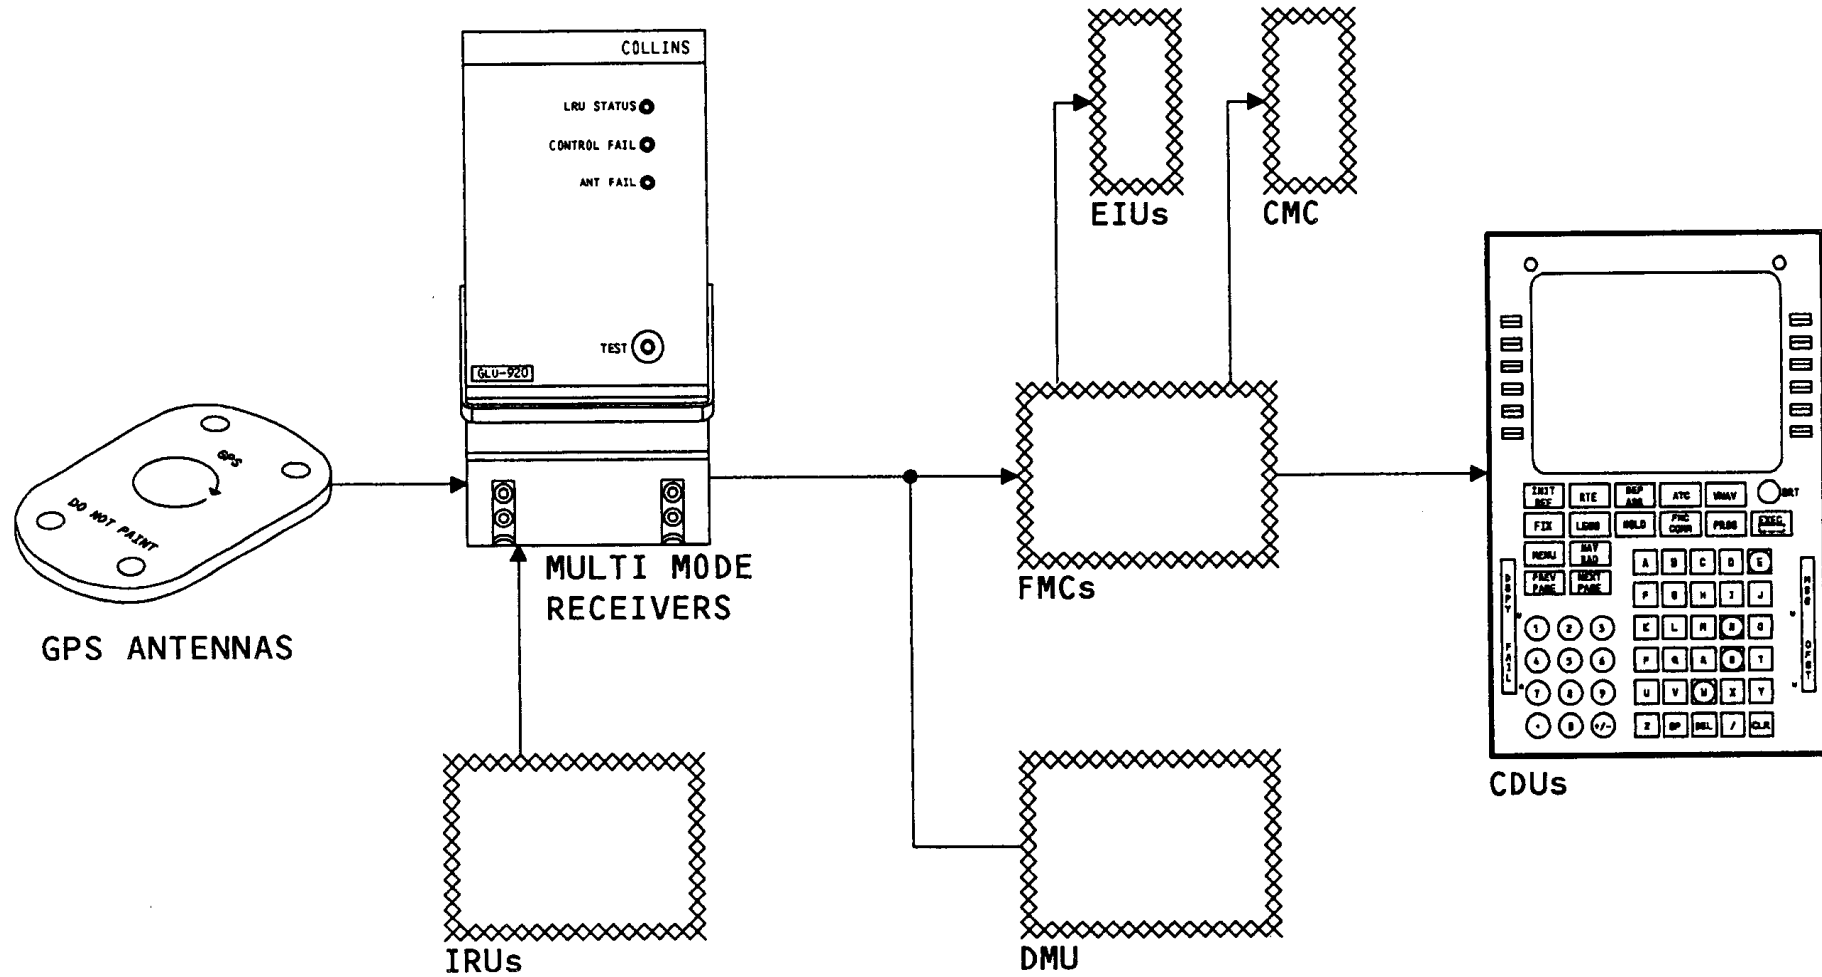 COLLINS
LRU STATUS
CONTROL FAIL
ANT FAIL
TEST
GLU-920
GPS
DO NOT PAINT
GPS ANTENNAS
MULTI MODE
RECEIVERS
IRUs
EIUs
CMC
FMCs
DMU
INIT REF
RTE
DEP ARR
ATC
VNAV
BRT
FIX
LEGS
HOLD
FMC COMM
PROG
EXEC
MENU
NAV RAD
PREV PAGE
NEXT PAGE
A B C D E
F G H I J
K L M N O
P Q R S T
U V W X Y
Z SP DEL / CLR
1 2 3
4 5 6
7 8 9
. 0 +/-
DSPY FAIL
MSG OFST
CDUs